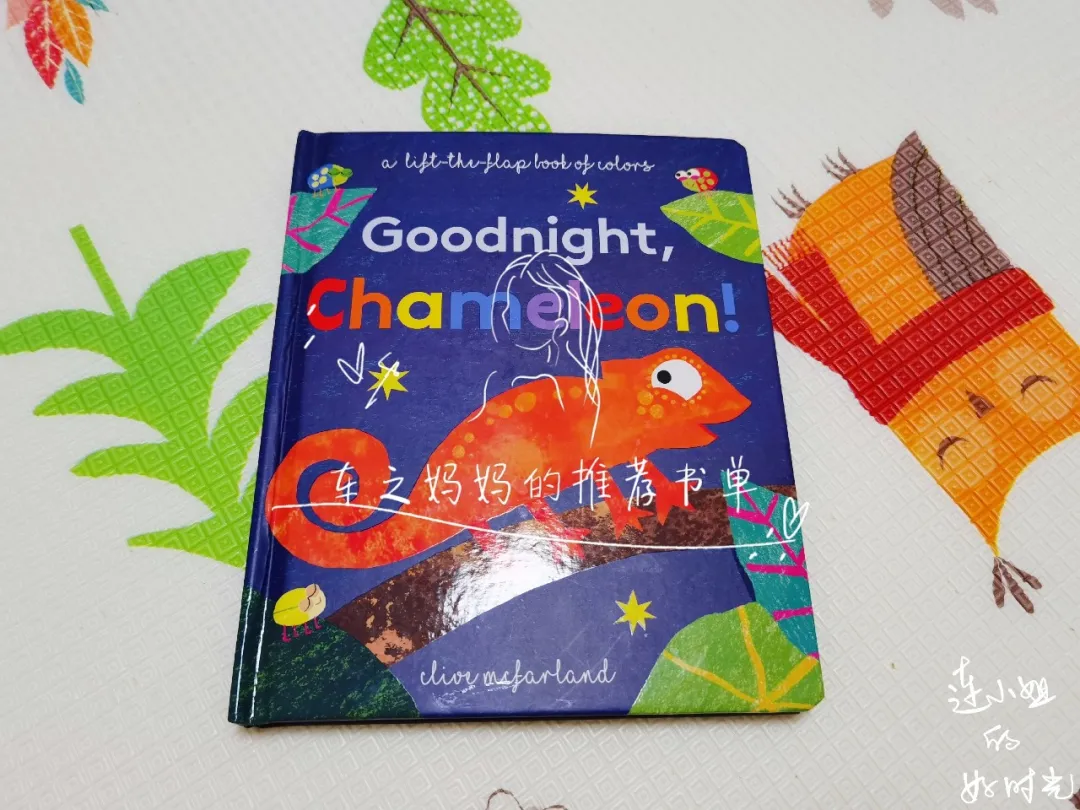 a lift-the-flap book of colors
Goodnight,
Chameleon!
车之妈妈的推荐书单
clive mcfarland
连小姐
的
好时光